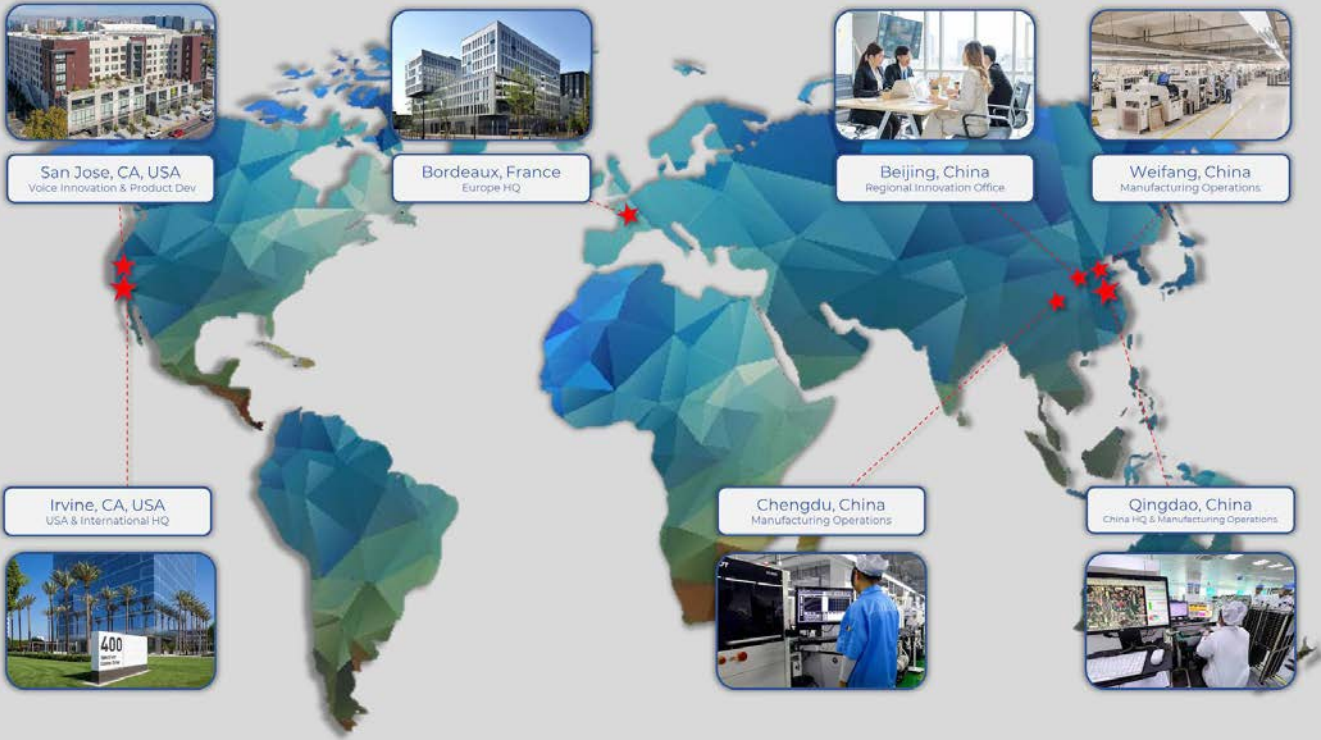 San Jose, CA, USA
Voice Innovation & Product Dev
Bordeaux, France
Europe HQ
Beijing, China
Regional Innovation Office
Weifang, China
Manufacturing Operations
Irvine, CA, USA
USA & International HQ
Chengdu, China
Manufacturing Operations
Qingdao, China
China HQ & Manufacturing Operations
400